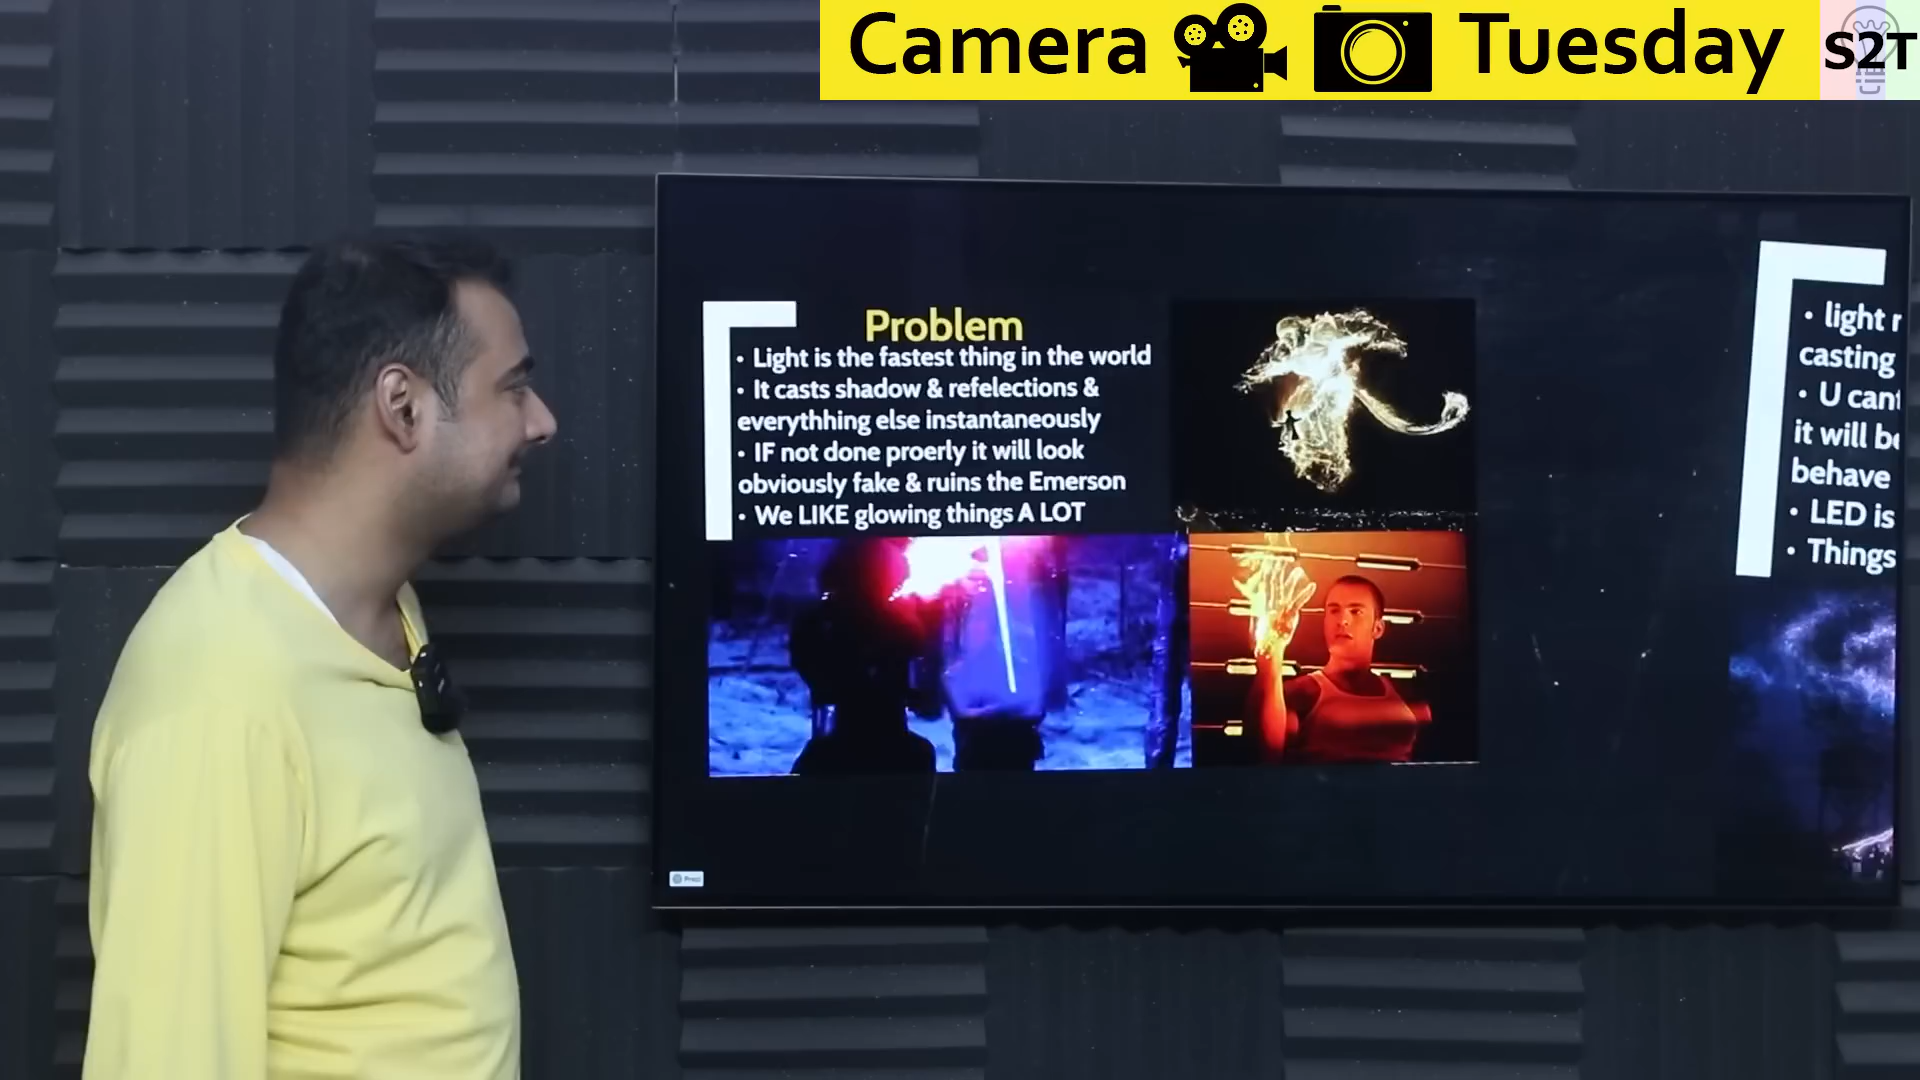 Camera Tuesday
S2T
Problem
• Light is the fastest thing in the world
• It casts shadow & refelections &
everythhing else instantaneously
• IF not done proerly it will look
obviously fake & ruins the Emerson
• We LIKE glowing things A LOT
• light
casting
• U cant
it will be
behave
• LED is
• Things
Prezi